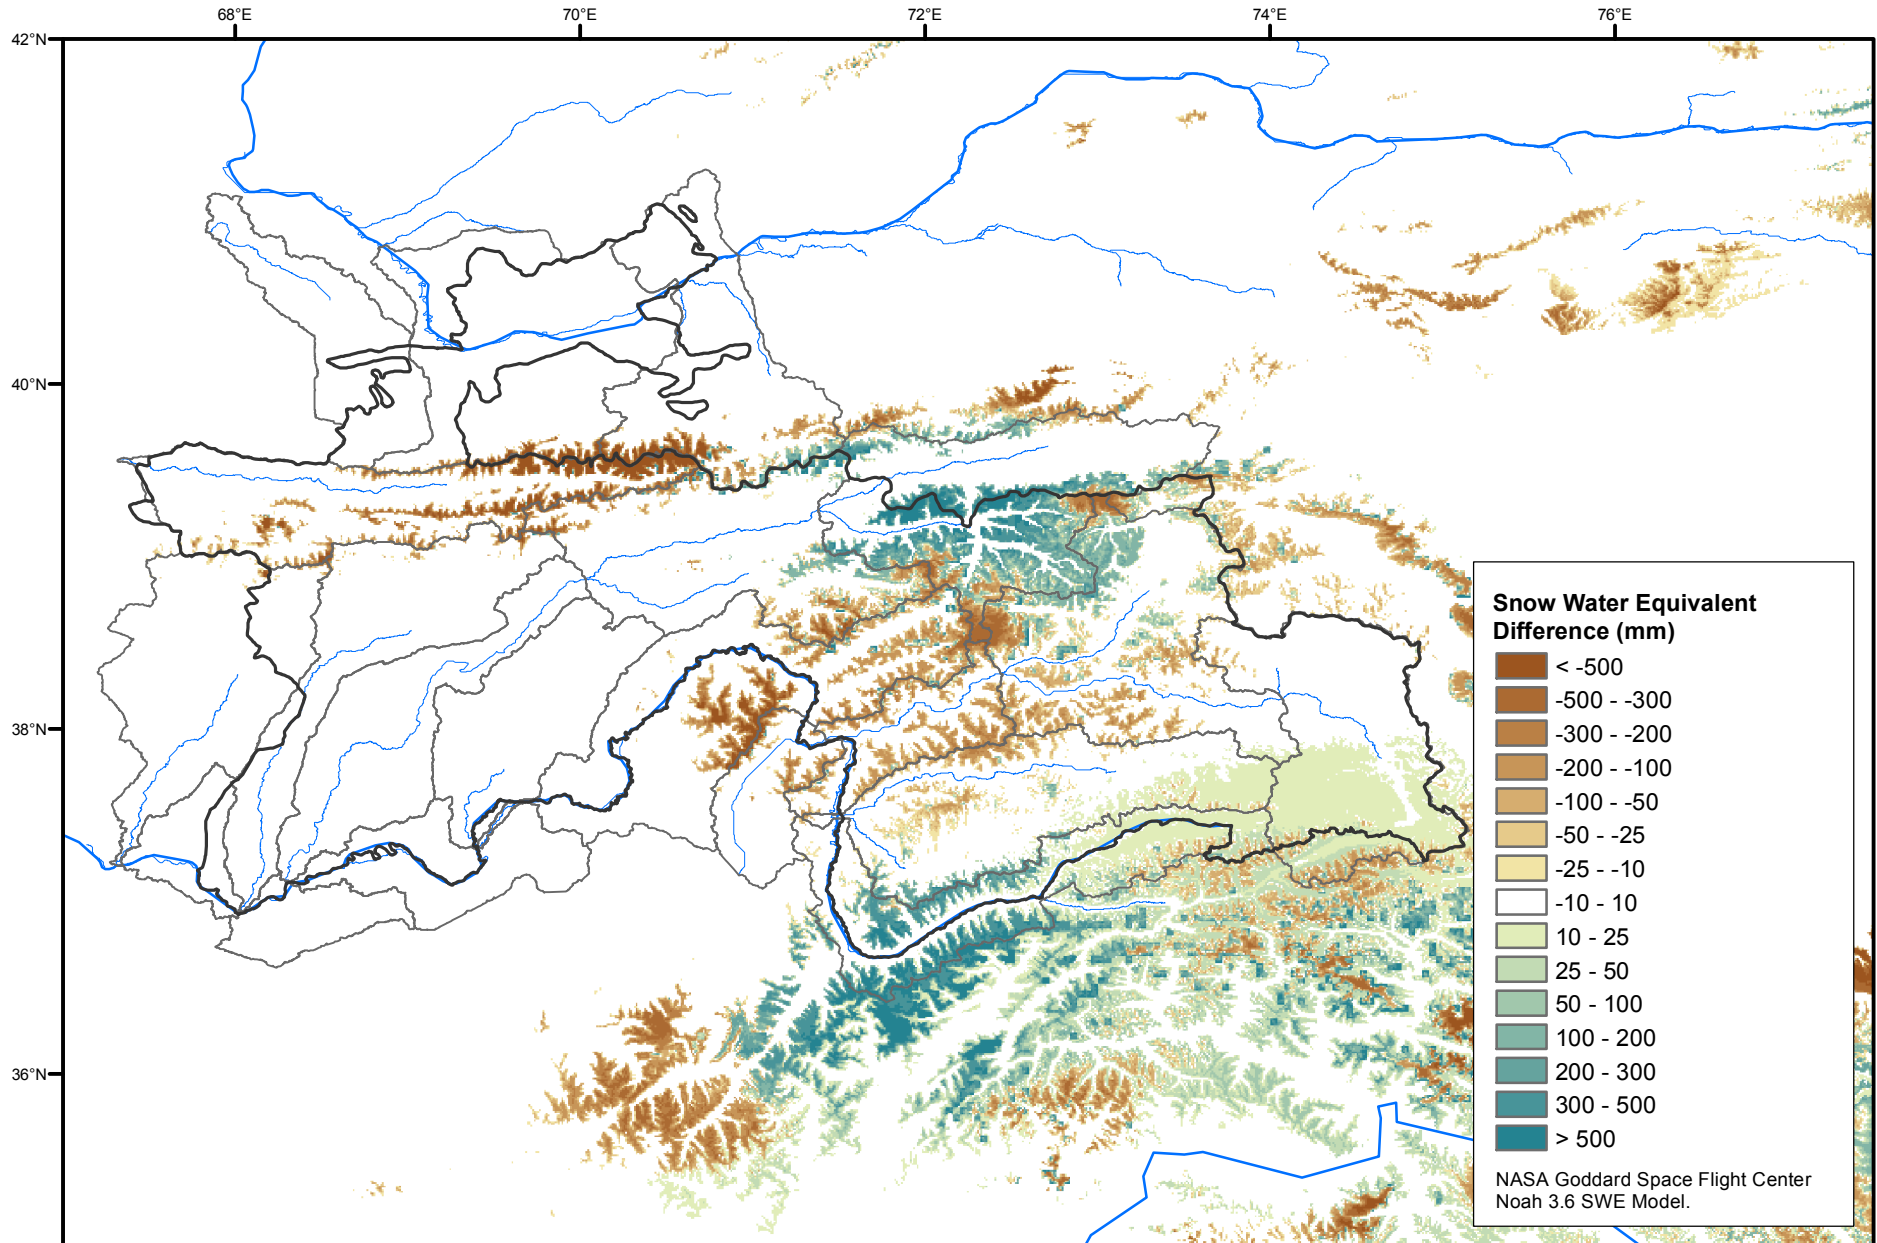 68°E 70°E 72°E 74°E 76°E
42°N
40°N
38°N
36°N
Snow Water Equivalent
Difference (mm)
< -500
-500 - -300
-300 - -200
-200 - -100
-100 - -50
-50 - -25
-25 - -10
-10 - 10
10 - 25
25 - 50
50 - 100
100 - 200
200 - 300
300 - 500
> 500
NASA Goddard Space Flight Center
Noah 3.6 SWE Model.